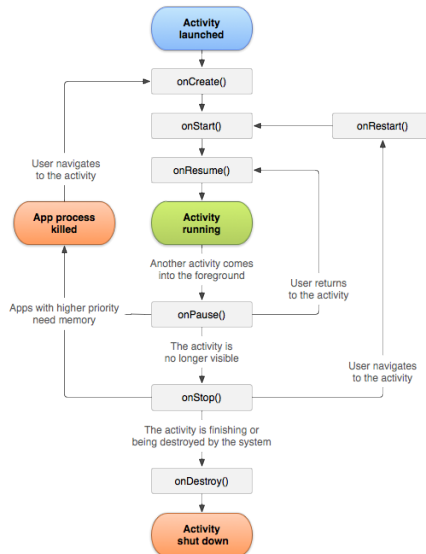 Activity
launched
onCreate()
onStart()
onRestart()
User navigates
to the activity
onResume()
App process
killed
Activity
running
Another activity comes
into the foreground
User returns
to the activity
Apps with higher priority
need memory
onPause()
The activity is
no longer visible
User navigates
to the activity
onStop()
The activity is finishing or
being destroyed by the system
onDestroy()
Activity
shut down